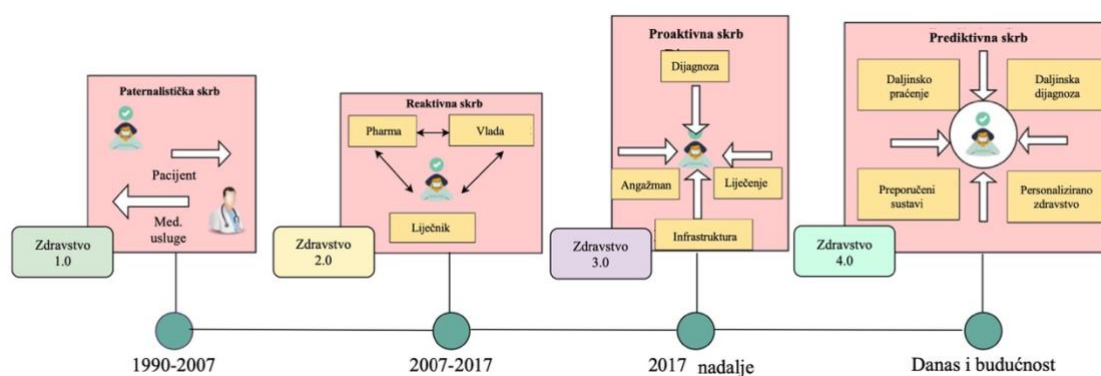 Paternalistička skrb
Pacijent
Med.
usluge
Zdravstvo
1.0
1990-2007
Reaktivna skrb
Pharma
Vlada
Liječnik
Zdravstvo
2.0
2007-2017
Proaktivna skrb
Dijagnoza
Angažman
Liječenje
Infrastruktura
Zdravstvo
3.0
2017 nadalje
Prediktivna skrb
Daljinsko
praćenje
Daljinska
dijagnoza
Preporučeni
sustavi
Personalizirano
zdravstvo
Zdravstvo
4.0
Danas i budućnost